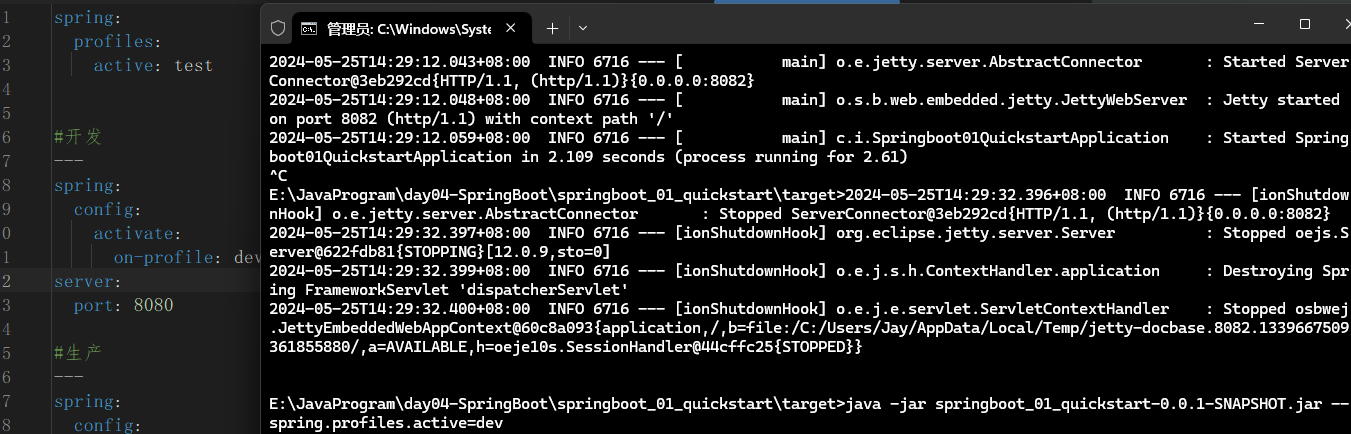 1 spring:
2 profiles:
3 active: test
4
5
6 #开发
7 ---
8 spring:
9 config:
0 activate:
1 on-profile: dev
2 server:
3 port: 8080
4
5 #生产
6 ---
7 spring:
8 config:
管理员: C:\Windows\Syste
2024-05-25T14:29:12.043+08:00  INFO 6716 --- [           main] o.e.jetty.server.AbstractConnector       : Started Server
Connector@3eb292cd{HTTP/1.1, (http/1.1)}{0.0.0.0:8082}
2024-05-25T14:29:12.048+08:00  INFO 6716 --- [           main] o.s.b.web.embedded.jetty.JettyWebServer  : Jetty started
on port 8082 (http/1.1) with context path '/'
2024-05-25T14:29:12.059+08:00  INFO 6716 --- [           main] c.i.Springboot01QuickstartApplication    : Started Spring
boot01QuickstartApplication in 2.109 seconds (process running for 2.61)
^C
E:\JavaProgram\day04-SpringBoot\springboot_01_quickstart\target>2024-05-25T14:29:32.396+08:00  INFO 6716 --- [ionShutdow
nHook] o.e.jetty.server.AbstractConnector       : Stopped ServerConnector@3eb292cd{HTTP/1.1, (http/1.1)}{0.0.0.0:8082}
2024-05-25T14:29:32.397+08:00  INFO 6716 --- [ionShutdownHook] org.eclipse.jetty.server.Server          : Stopped oejs.S
erver@622fdb81{STOPPING}[12.0.9,sto=0]
2024-05-25T14:29:32.399+08:00  INFO 6716 --- [ionShutdownHook] o.e.j.s.h.ContextHandler.application     : Destroying Spr
ing FrameworkServlet 'dispatcherServlet'
2024-05-25T14:29:32.400+08:00  INFO 6716 --- [ionShutdownHook] o.e.j.e.servlet.ServletContextHandler    : Stopped osbwej
.JettyEmbeddedWebAppContext@60c8a093{application,/,b=file:/C:/Users/Jay/AppData/Local/Temp/jetty-docbase.8082.1339667509
361855880/,a=AVAILABLE,h=oeje10s.SessionHandler@44cffc25{STOPPED}}
E:\JavaProgram\day04-SpringBoot\springboot_01_quickstart\target>java -jar springboot_01_quickstart-0.0.1-SNAPSHOT.jar --
spring.profiles.active=dev